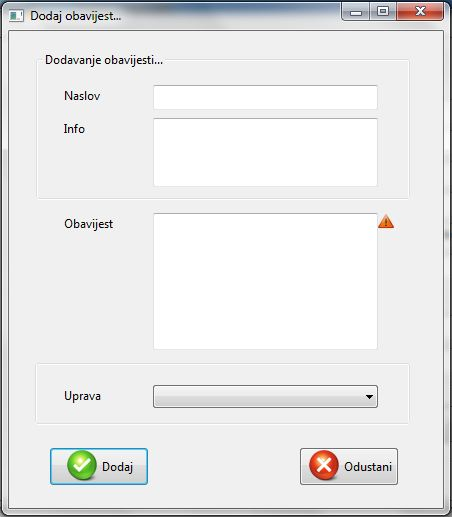 Dodaj obavijest...
Dodavanje obavijesti...
Naslov
Info
Obavijest
Uprava
Dodaj
Odustani